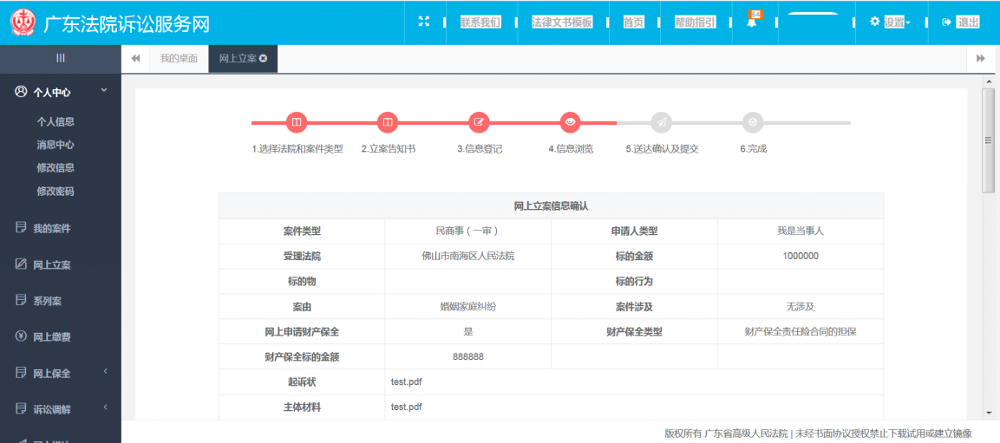 广东法院诉讼服务网
联系我们 法律文书模板 首页 帮助指引 64 设置 退出
我的桌面 网上立案
个人中心
个人信息
消息中心
修改信息
修改密码
我的案件
网上立案
系列案
网上缴费
网上保全
诉讼调解
1.选择法院和案件类型 2.立案告知书 3.信息登记 4.信息浏览 5.送达确认及提交 6.完成
网上立案信息确认
案件类型 民商事（一审） 申请人类型 我是当事人
受理法院 佛山市南海区人民法院 标的金额 1000000
标的物 标的行为
案由 婚姻家庭纠纷 案件涉及 无涉及
网上申请财产保全 是 财产保全类型 财产保全责任险合同的担保
财产保全标的金额 888888
起诉状 test.pdf
主体材料 test.pdf
版权所有 广东省高级人民法院 | 未经书面协议授权禁止下载试用或建立镜像